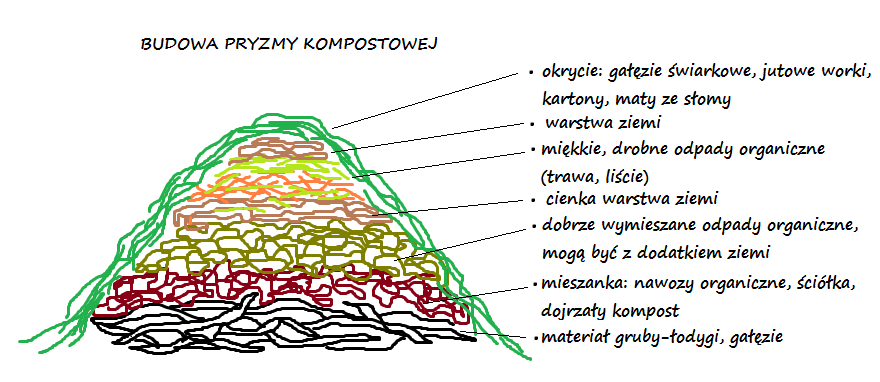 BUDOWA PRYZMY KOMPOSTOWEJ
• okrycie: gałęzie świarkowe, jutowe worki,
kartony, maty ze słomy
• warstwa ziemi
• miękkie, drobne odpady organiczne
(trawa, liście)
• cienka warstwa ziemi
• dobrze wymieszane odpady organiczne,
mogą być z dodatkiem ziemi
• mieszanka: nawozy organiczne, ściółka,
dojrzały kompost
• materiał gruby-łodygi, gałęzie